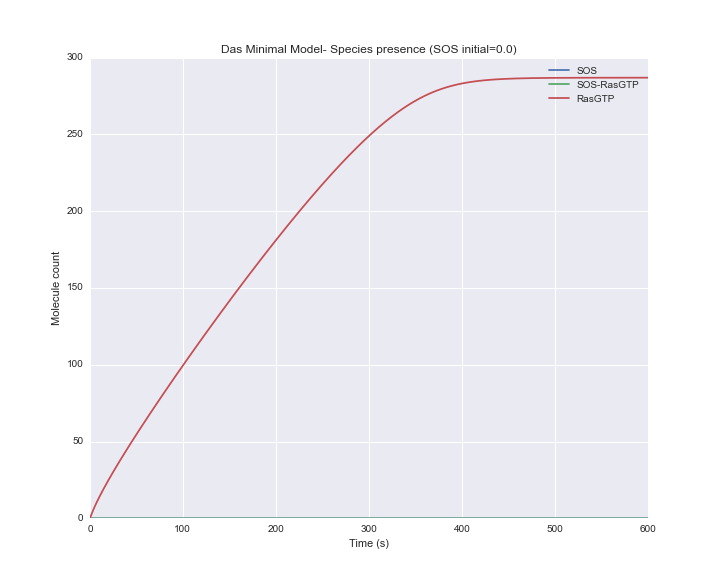 Das Minimal Model- Species presence (SOS initial=0.0)
300
SOS
SOS-RasGTP
RasGTP
250
200
150
100
50
0
Molecule count
0 100 200 300 400 500 600
Time (s)